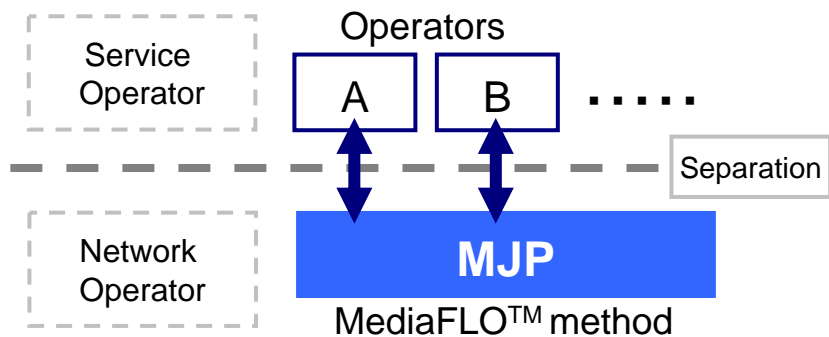 Operators
Service
Operator
A
B
.....
Separation
Network
Operator
MJP
MediaFLO™ method